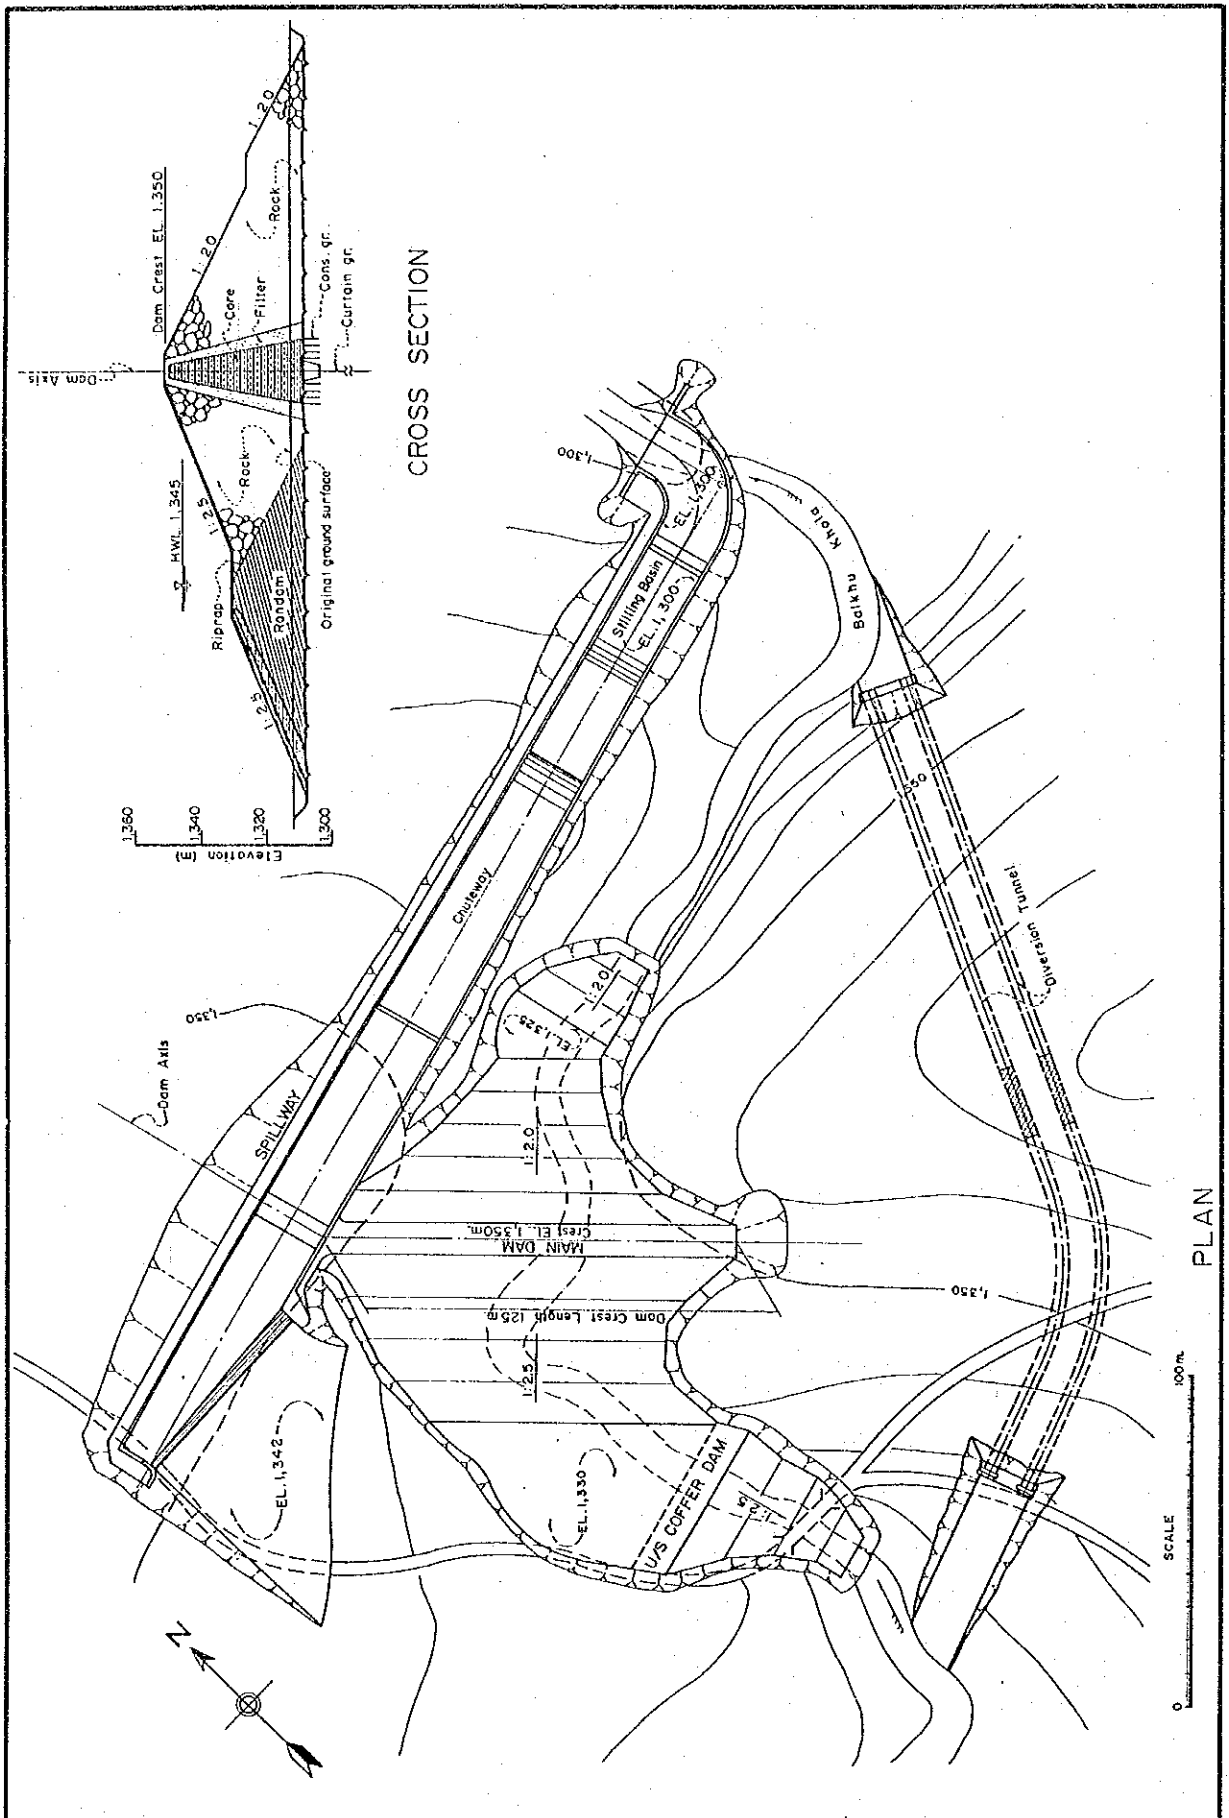 Dam Axis
Dam Crest EL 1.350
HWL 1.345
1:2.0
1:2.0
1:2.5
1:2.5
Core
Filter
Rock
Rock
Riprap
Random
Cons. gr.
Curtain gr.
Original ground surface
Elevation (m)
1,360
1,340
1,320
1,300
CROSS SECTION
1,300
EL. 1,300
Stilling Basin
EL. 1,300
Balkhu Khola
Chuteway
1,350
Dam Axis
SPILLWAY
1:2.0
EL. 1,325
1:2.0
MAIN DAM
Crest EL. 1,350m.
Dam Crest Length 125m
1:2.5
EL. 1,342
EL. 1,330
U/S COFFER DAM
1:2.5
Diversion Tunnel
1,350
N
PLAN
SCALE
0
100m.